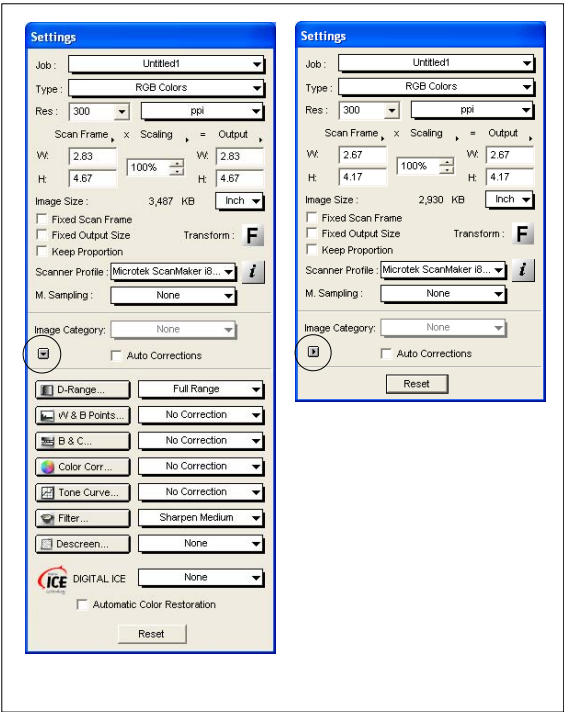 Settings
Job : Untitled1
Type : RGB Colors
Res : 300 ppi
Scan Frame x Scaling = Output
W: 2.83 W: 2.83
100%
H: 4.67 H: 4.67
Image Size : 3,487 KB Inch
Fixed Scan Frame
Fixed Output Size Transform : F
Keep Proportion
Scanner Profile : Microtek ScanMaker i8... i
M. Sampling : None
Image Category: None
Auto Corrections
D-Range... Full Range
W & B Points... No Correction
B & C... No Correction
Color Corr... No Correction
Tone Curve... No Correction
Filter... Sharpen Medium
Descreen... None
ICE DIGITAL ICE None
Automatic Color Restoration
Reset
Settings
Job : Untitled1
Type : RGB Colors
Res : 300 ppi
Scan Frame x Scaling = Output
W: 2.67 W: 2.67
100%
H: 4.17 H: 4.17
Image Size : 2,930 KB Inch
Fixed Scan Frame
Fixed Output Size Transform : F
Keep Proportion
Scanner Profile : Microtek ScanMaker i8... i
M. Sampling : None
Image Category: None
Auto Corrections
Reset